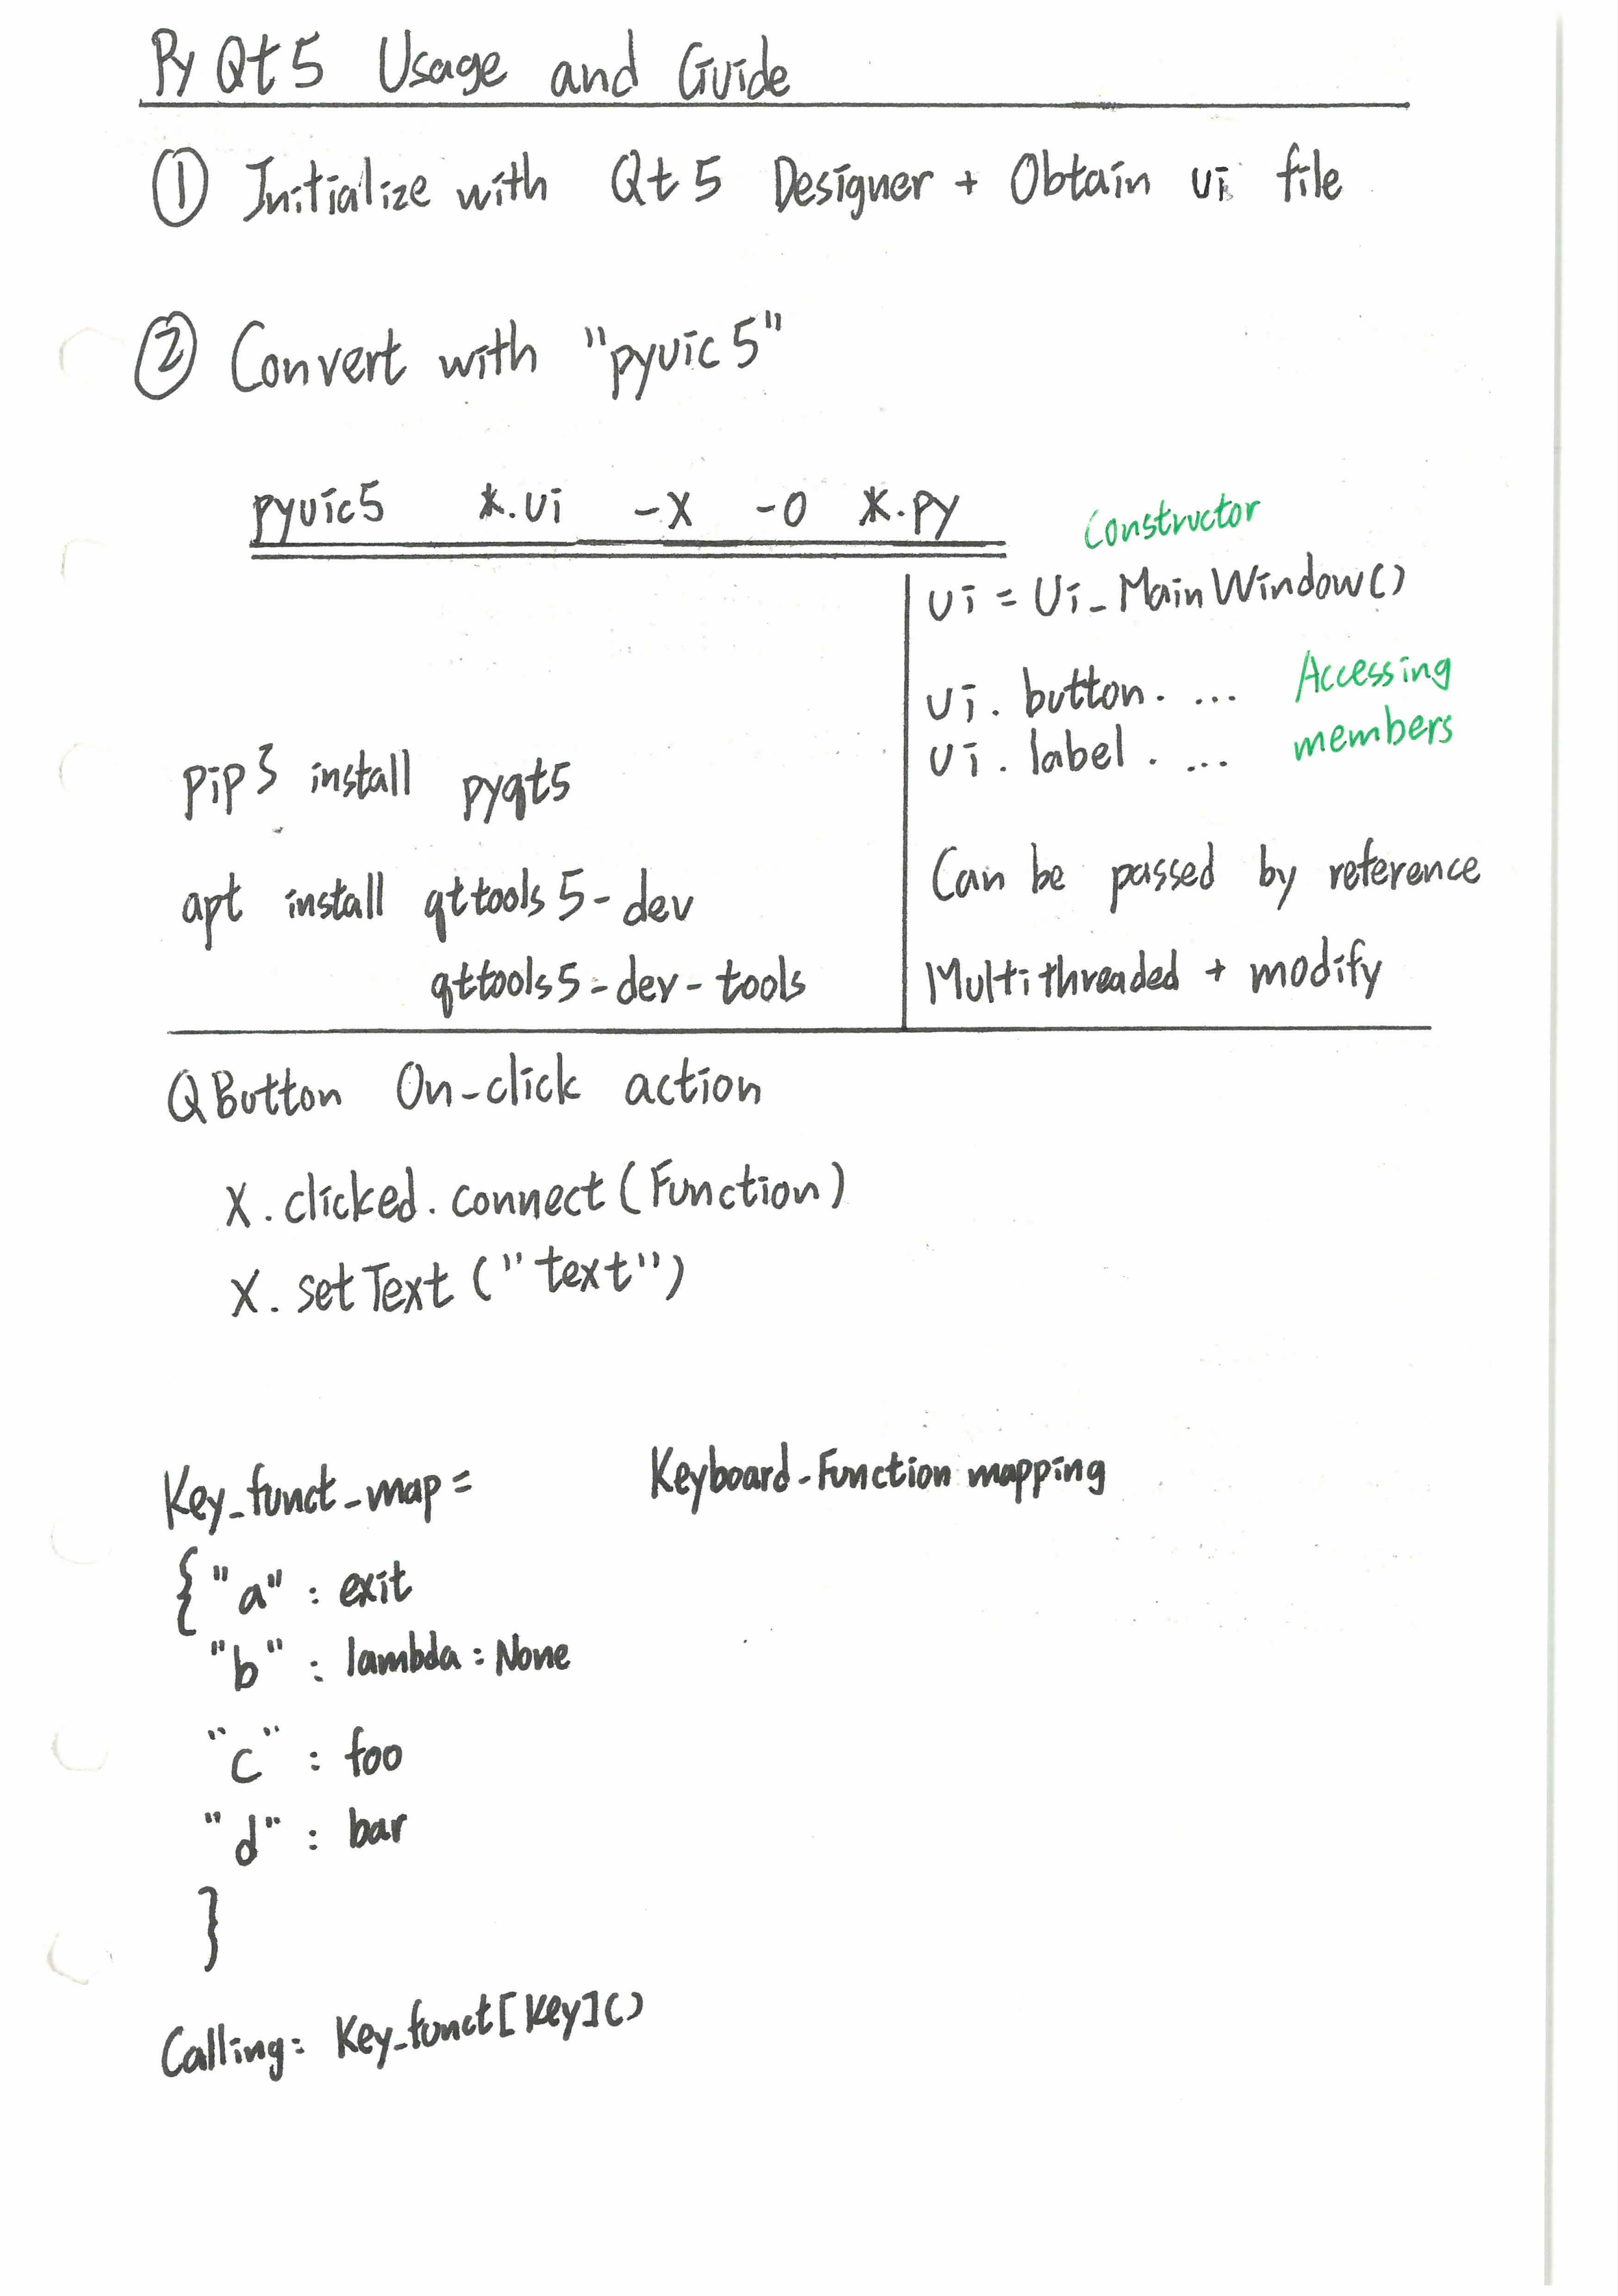 PyQt5 Usage and Guide
① Initialize with Qt5 Designer + Obtain ui file
② Convert with "pyuic5"
pyuic5 *.ui -x -o *.py
pip3 install pyqt5
apt install qttools5-dev
qttools5-dev-tools
Constructor
ui = Ui_MainWindow()
ui.button. ... Accessing
ui.label. ... members
Can be passed by reference
Multithreaded + modify
QButton On-click action
X.clicked.connect(Function)
X.setText("text")
Key_funct_map = Keyboard-Function mapping
{"a" : exit
"b" : lambda : None
"c" : foo
"d" : bar
}
Calling: Key_funct[Key]()